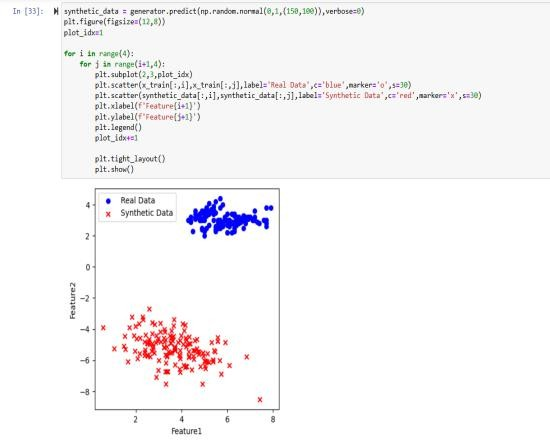 In [33]:
synthetic_data = generator.predict(np.random.normal(0,1,(150,100)),verbose=0)
plt.figure(figsize=(12,8))
plot_idx=1
for i in range(4):
for j in range(i+1,4):
plt.subplot(2,3,plot_idx)
plt.scatter(x_train[:,i],x_train[:,j],label='Real Data',c='blue',marker='o',s=30)
plt.scatter(synthetic_data[:,i],synthetic_data[:,j],label='Synthetic Data',c='red',marker='x',s=30)
plt.xlabel(f'Feature{i+1}')
plt.ylabel(f'Feature{j+1}')
plt.legend()
plot_idx+=1
plt.tight_layout()
plt.show()
Real Data
Synthetic Data
4
2
0
−2
−4
−6
−8
Feature2
2 4 6 8
Feature1